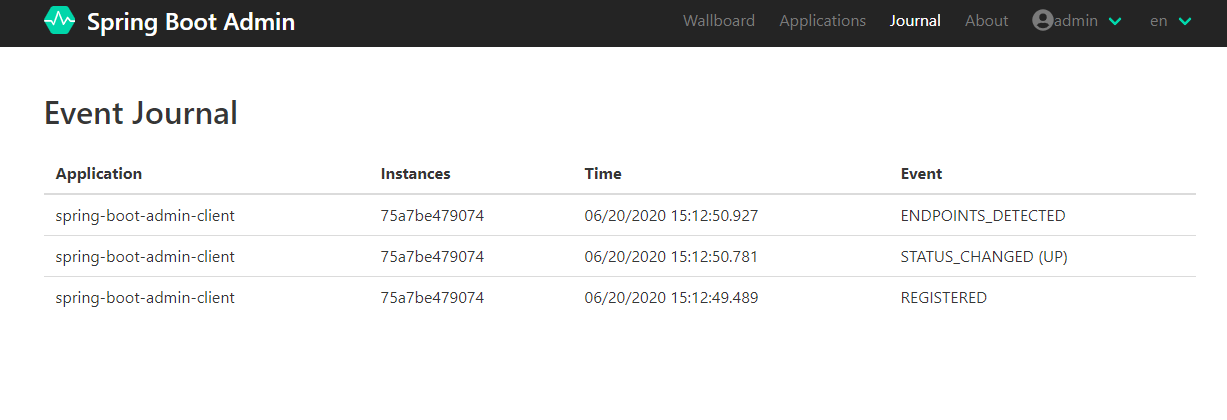 Spring Boot Admin Wallboard Applications Journal About admin en
Event Journal
Application Instances Time Event
spring-boot-admin-client 75a7be479074 06/20/2020 15:12:50.927 ENDPOINTS_DETECTED
spring-boot-admin-client 75a7be479074 06/20/2020 15:12:50.781 STATUS_CHANGED (UP)
spring-boot-admin-client 75a7be479074 06/20/2020 15:12:49.489 REGISTERED